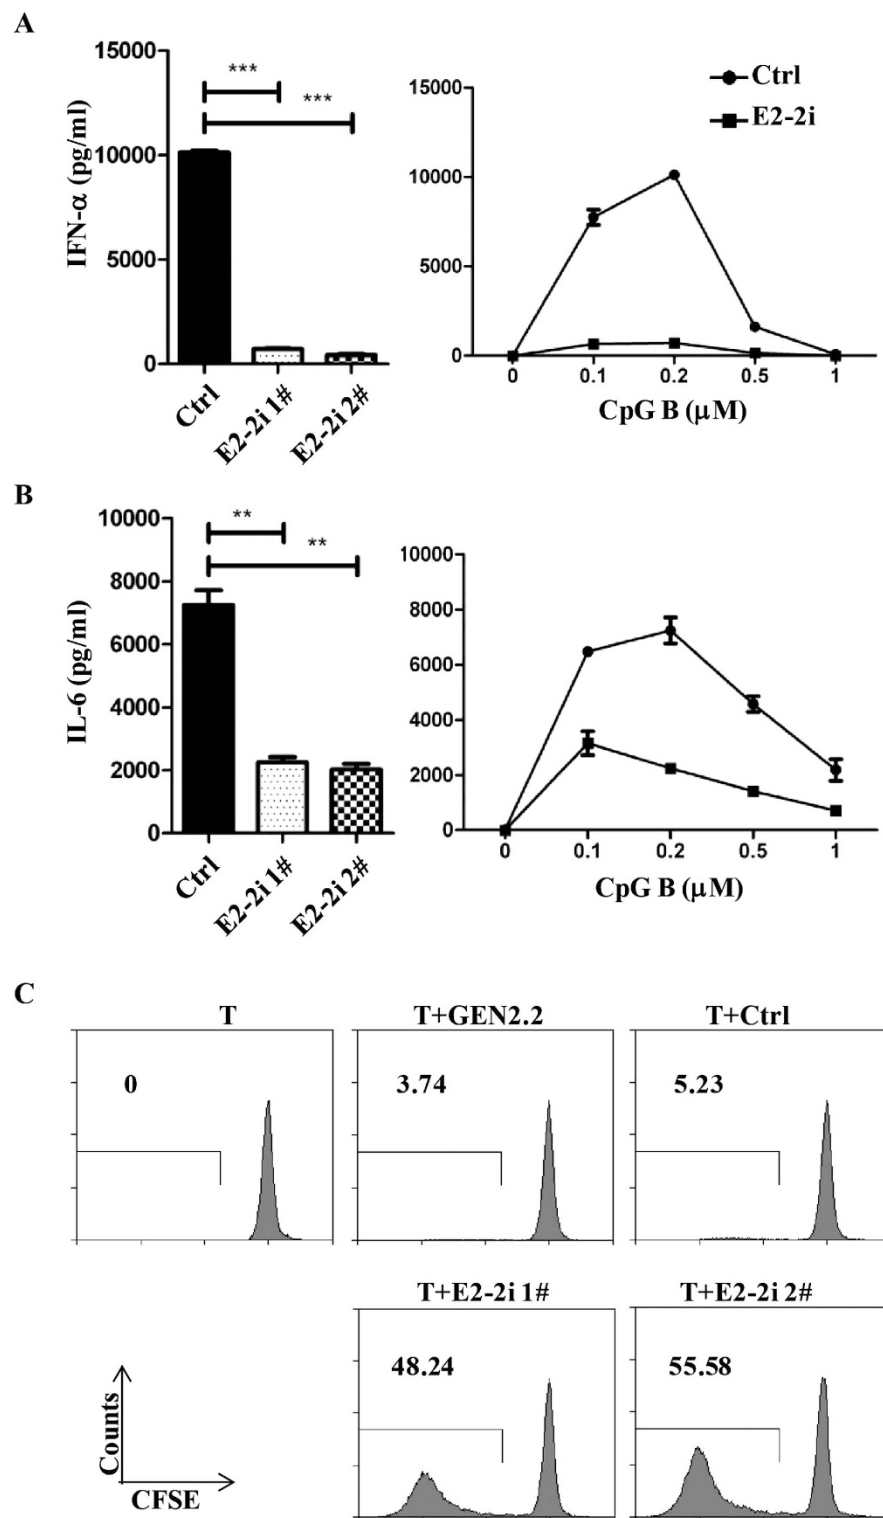 A
IFN-α (pg/ml)
15000
10000
5000
0
***
***
Ctrl
E2-2i 1#
E2-2i 2#
15000
10000
5000
0
Ctrl
E2-2i
0 0.1 0.2 0.5 1
CpG B (μM)
B
IL-6 (pg/ml)
10000
8000
6000
4000
2000
0
**
**
Ctrl
E2-2i 1#
E2-2i 2#
10000
8000
6000
4000
2000
0
0 0.1 0.2 0.5 1
CpG B (μM)
C
T
0
T+GEN2.2
3.74
T+Ctrl
5.23
T+E2-2i 1#
48.24
T+E2-2i 2#
55.58
Counts
CFSE